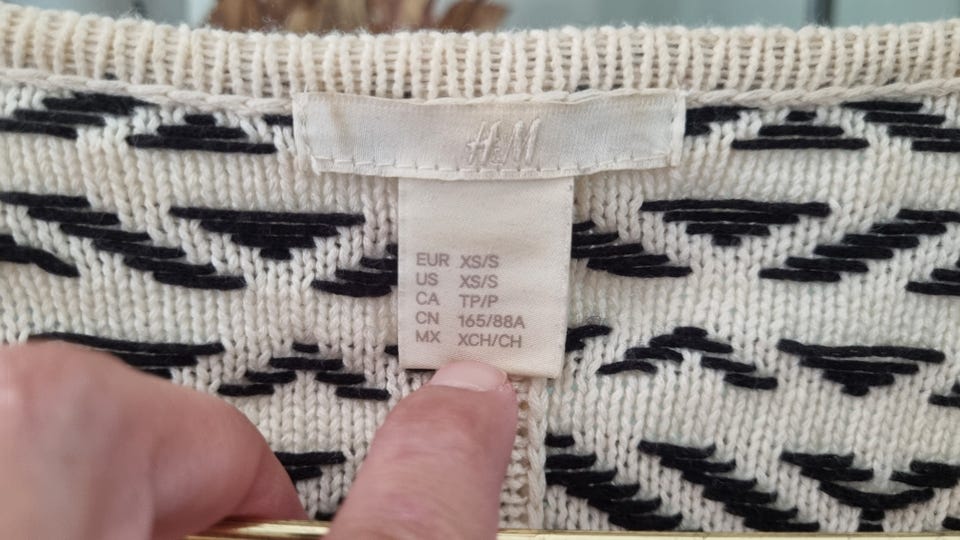 H&M
EUR XS/S
US XS/S
CA TP/P
CN 165/88A
MX XCH/CH